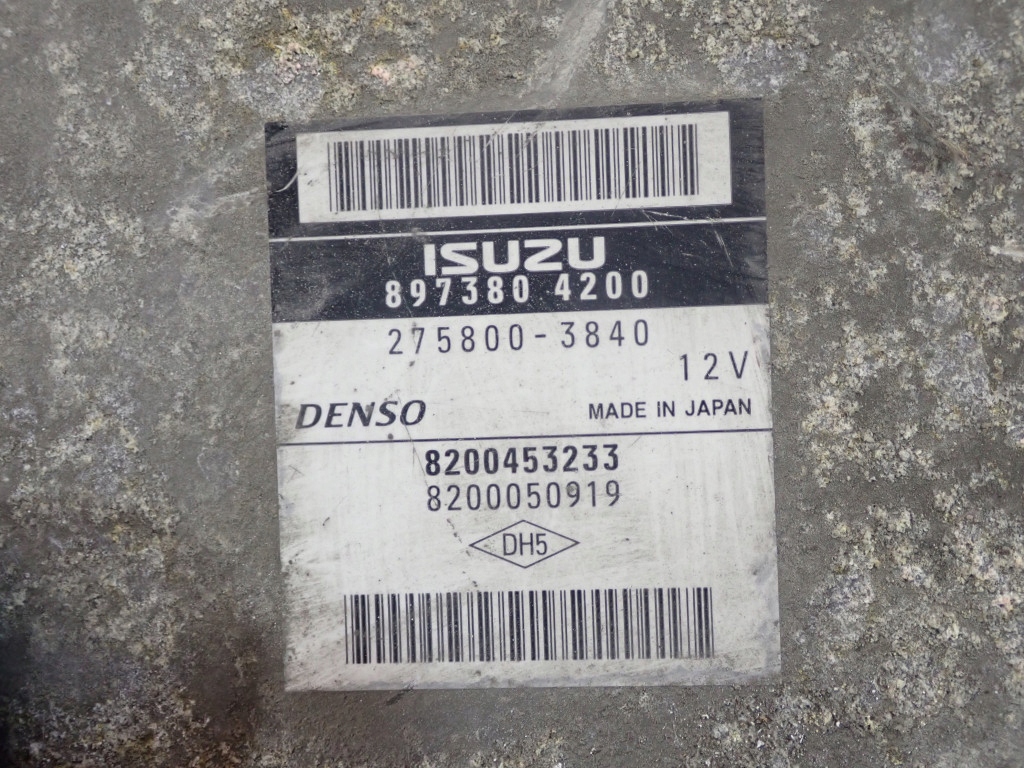 ISUZU
897380 4200
275800-3840
12V
DENSO MADE IN JAPAN
8200453233
8200050919
DH5